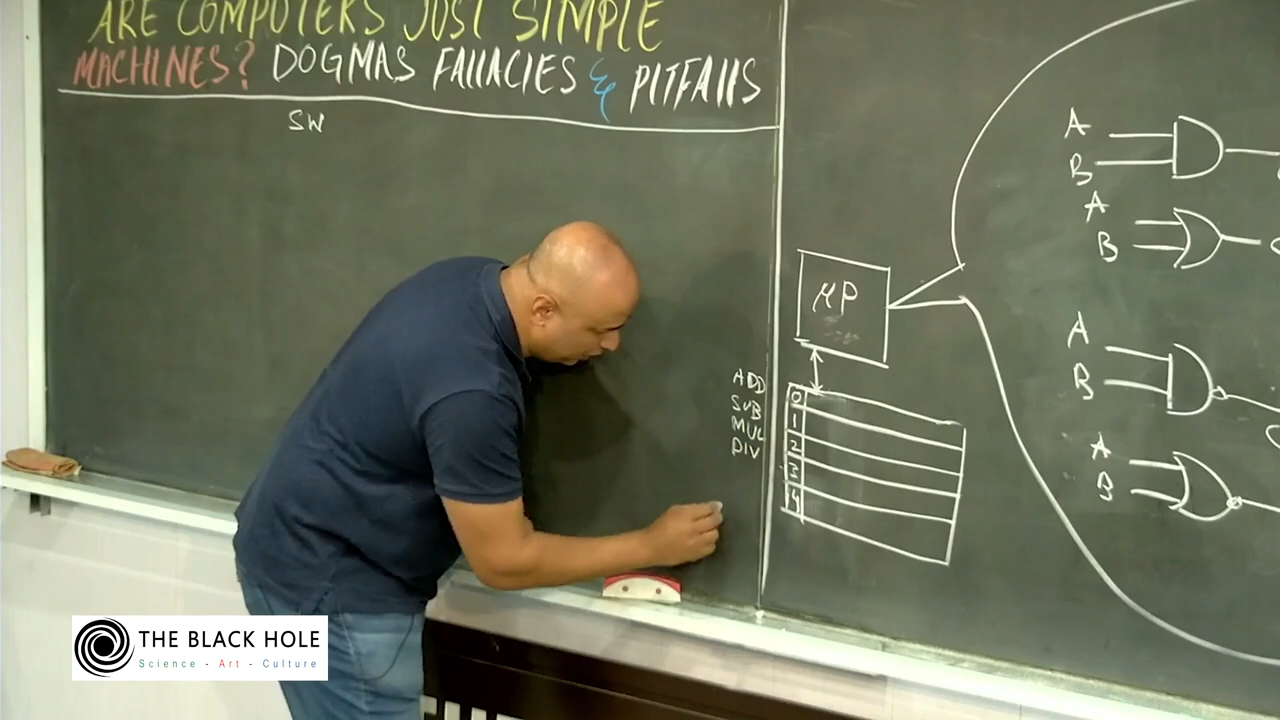 ARE COMPUTERS JUST SIMPLE
MACHINES? DOGMAS FALLACIES & PITFALLS
SW
μP
ADD
SUB
MUL
DIV
0
1
2
3
4
A
B
A
B
A
B
A
B
THE BLACK HOLE
Science - Art - Culture